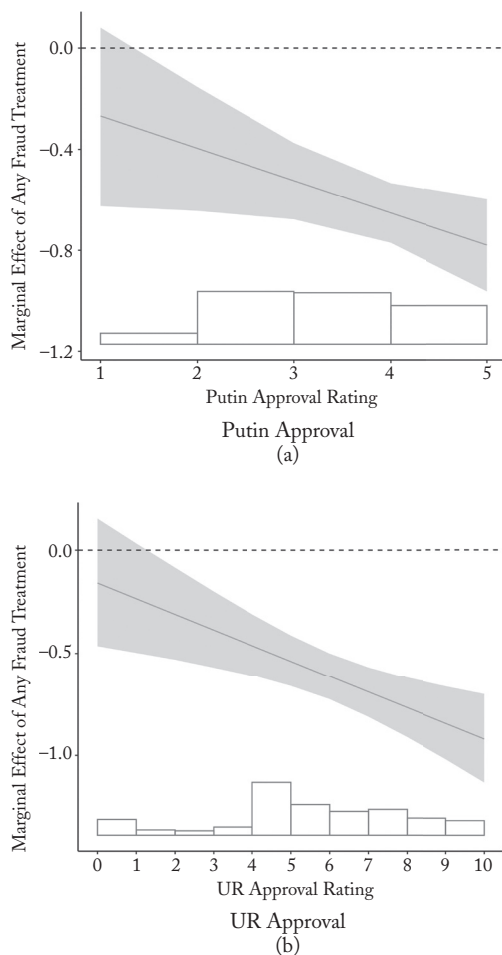 Marginal Effect of Any Fraud Treatment
0.0
−0.4
−0.8
−1.2
1 2 3 4 5
Putin Approval Rating
Putin Approval
(a)
Marginal Effect of Any Fraud Treatment
0.0
−0.5
−1.0
0 1 2 3 4 5 6 7 8 9 10
UR Approval Rating
UR Approval
(b)